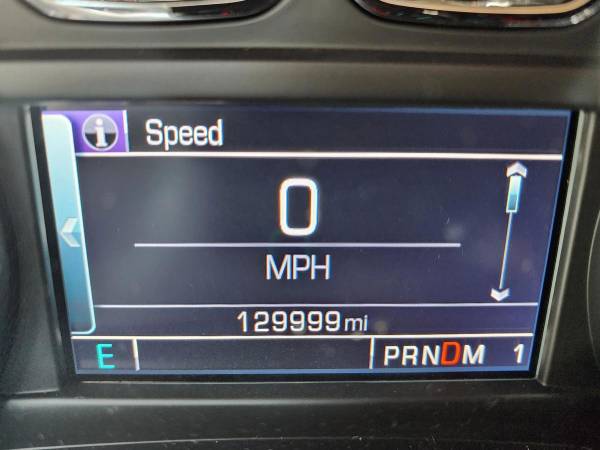 i Speed
0
MPH
129999 mi
E PRNDM 1